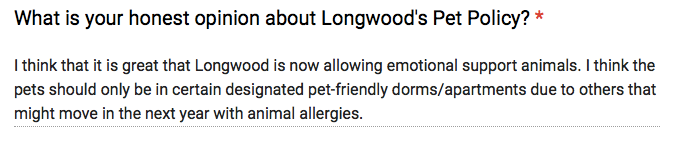 What is your honest opinion about Longwood's Pet Policy? *
I think that it is great that Longwood is now allowing emotional support animals. I think the
pets should only be in certain designated pet-friendly dorms/apartments due to others that
might move in the next year with animal allergies.